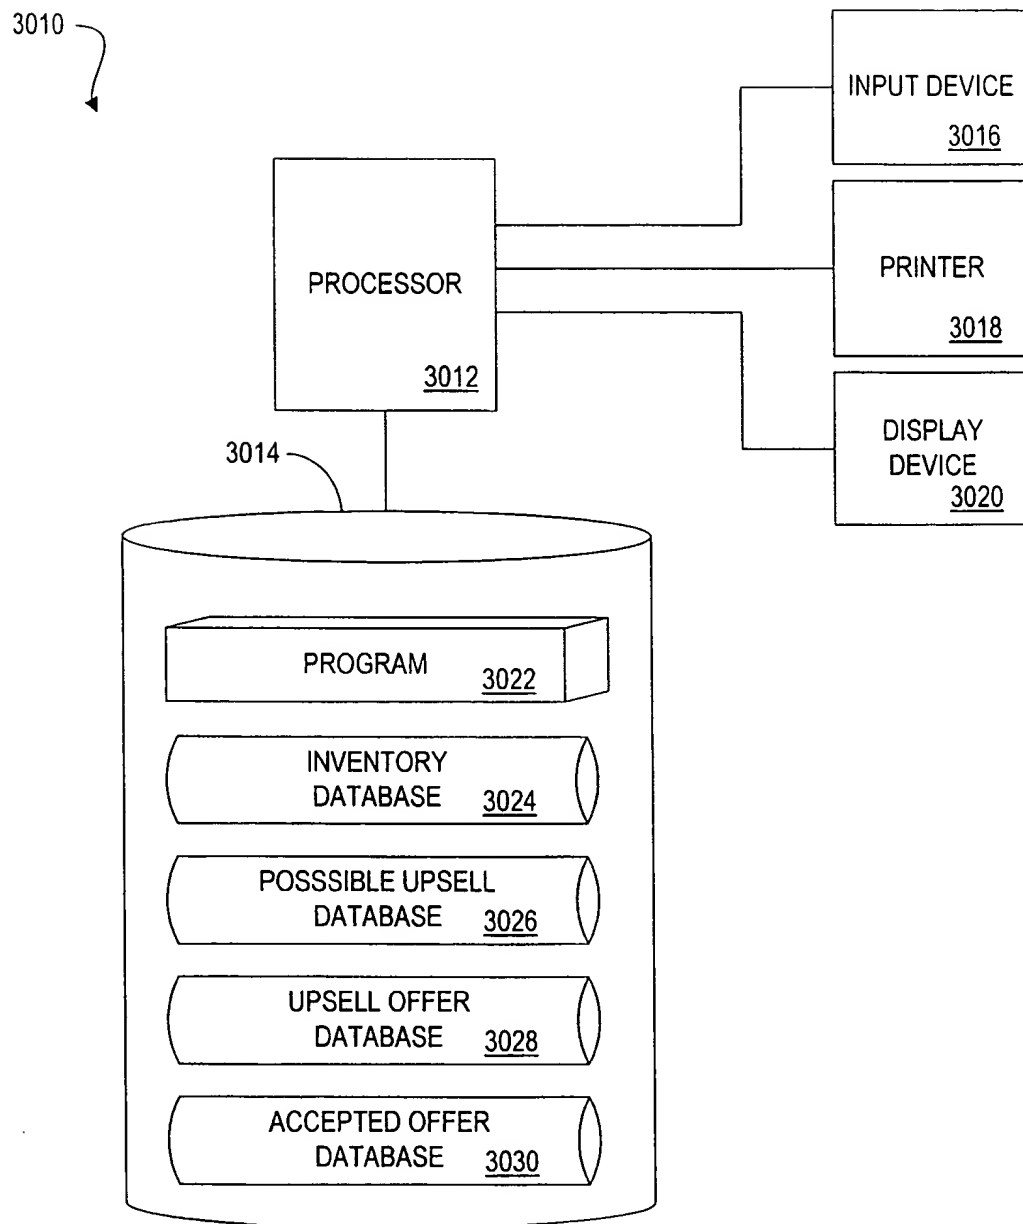 3010
INPUT DEVICE
3016
PROCESSOR
3012
PRINTER
3018
DISPLAY
DEVICE
3020
3014
PROGRAM
3022
INVENTORY
DATABASE
3024
POSSSIBLE UPSELL
DATABASE
3026
UPSELL OFFER
DATABASE
3028
ACCEPTED OFFER
DATABASE
3030